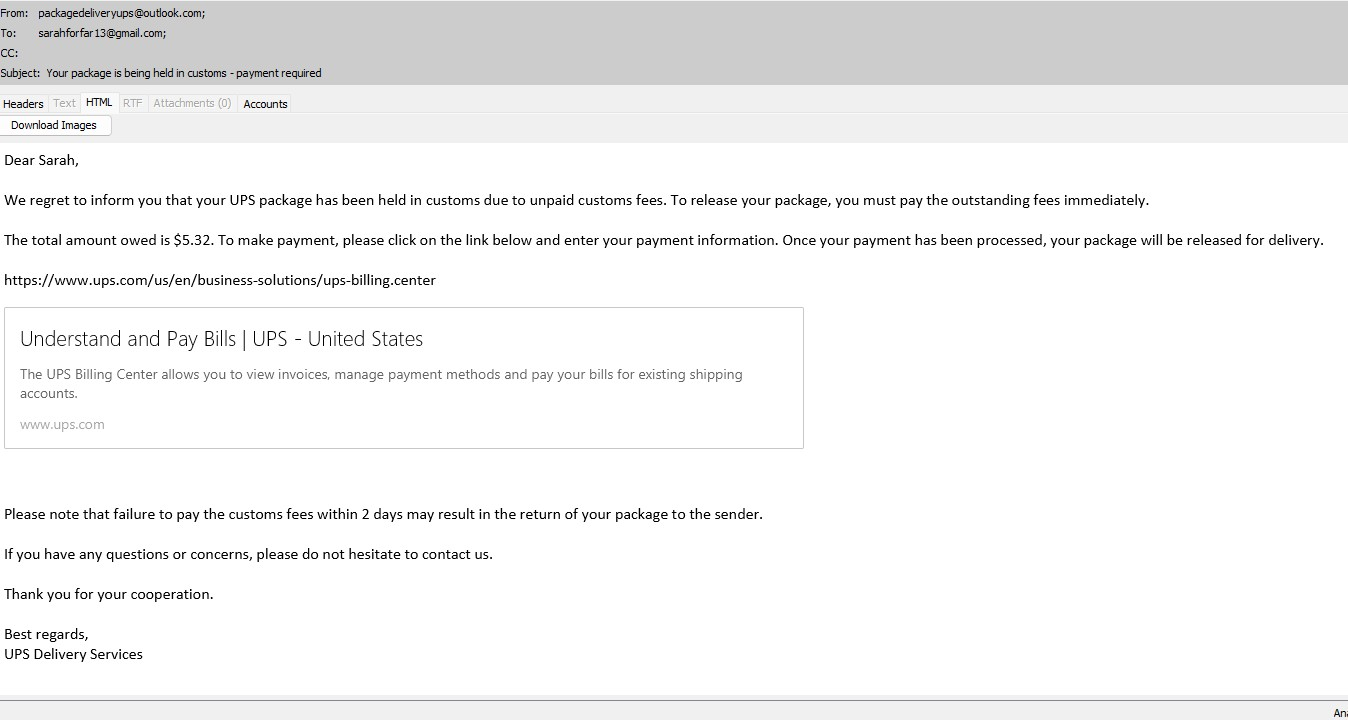 From: packagedeliveryups@outlook.com;
To: sarahforfar13@gmail.com;
CC:
Subject: Your package is being held in customs - payment required
Headers Text HTML RTF Attachments (0) Accounts
Download Images
Dear Sarah,
We regret to inform you that your UPS package has been held in customs due to unpaid customs fees. To release your package, you must pay the outstanding fees immediately.
The total amount owed is $5.32. To make payment, please click on the link below and enter your payment information. Once your payment has been processed, your package will be released for delivery.
https://www.ups.com/us/en/business-solutions/ups-billing.center
Understand and Pay Bills | UPS - United States
The UPS Billing Center allows you to view invoices, manage payment methods and pay your bills for existing shipping
accounts.
www.ups.com
Please note that failure to pay the customs fees within 2 days may result in the return of your package to the sender.
If you have any questions or concerns, please do not hesitate to contact us.
Thank you for your cooperation.
Best regards,
UPS Delivery Services